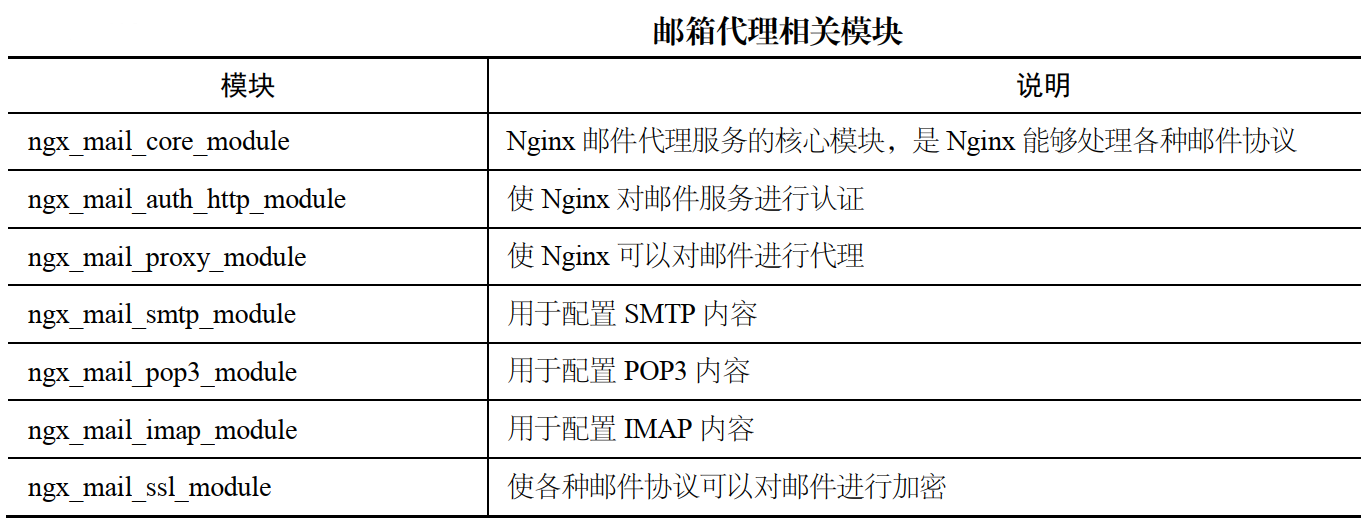 邮箱代理相关模块
模块 说明
ngx_mail_core_module Nginx 邮件代理服务的核心模块，是 Nginx 能够处理各种邮件协议
ngx_mail_auth_http_module 使 Nginx 对邮件服务进行认证
ngx_mail_proxy_module 使 Nginx 可以对邮件进行代理
ngx_mail_smtp_module 用于配置 SMTP 内容
ngx_mail_pop3_module 用于配置 POP3 内容
ngx_mail_imap_module 用于配置 IMAP 内容
ngx_mail_ssl_module 使各种邮件协议可以对邮件进行加密